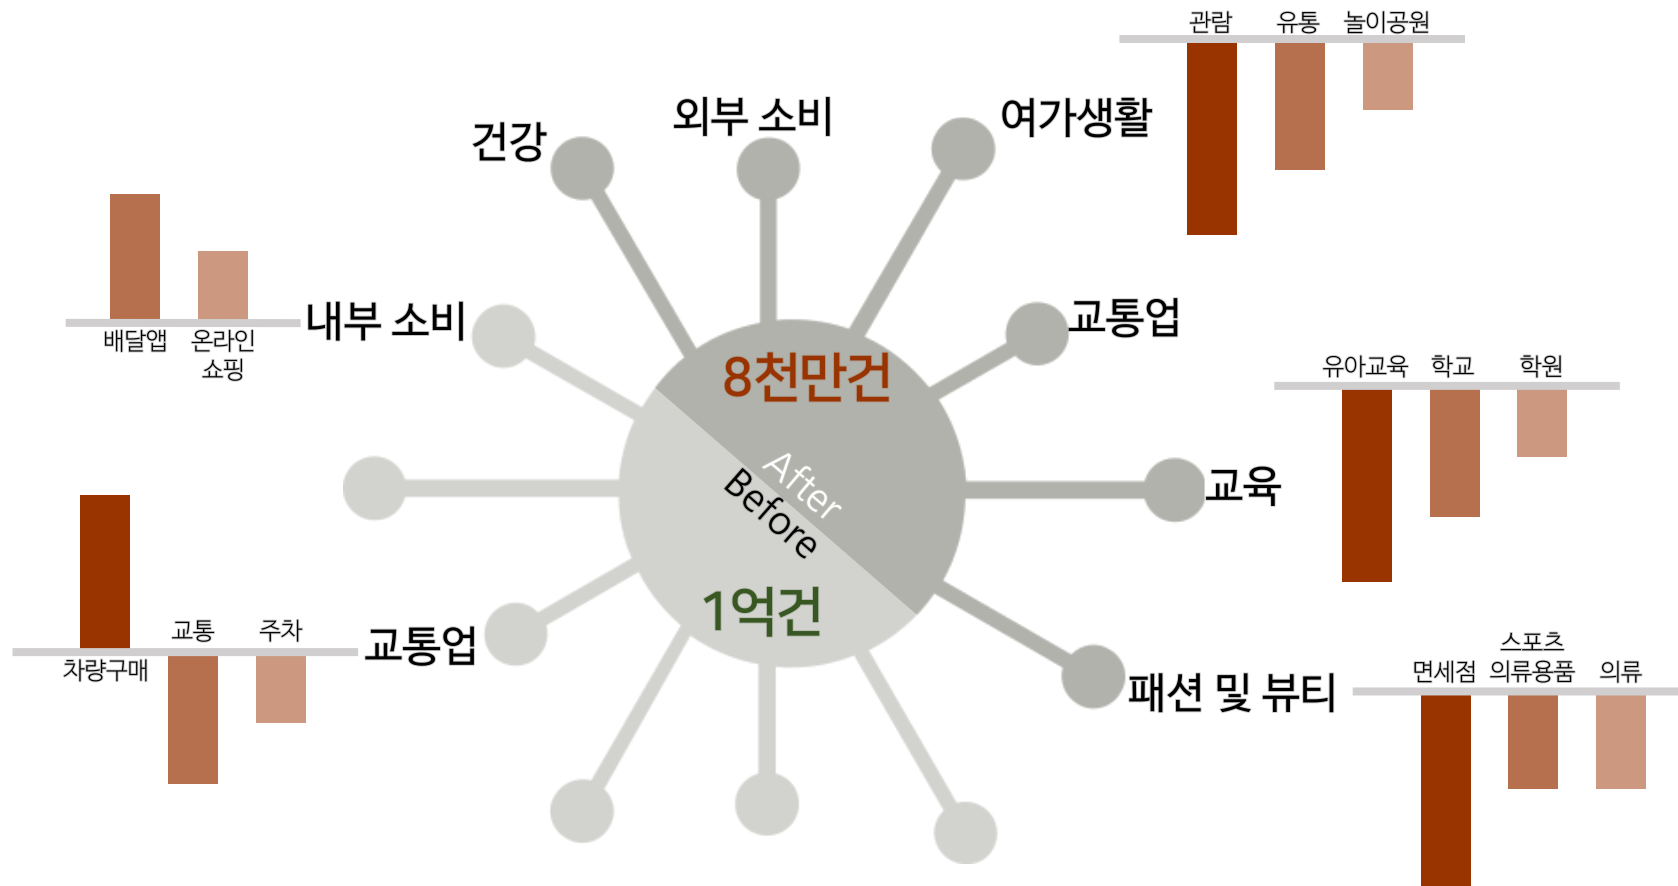 관람 유통 놀이공원
건강
외부 소비
여가생활
내부 소비
배달앱 온라인
쇼핑
교통업
8천만건
After
Before
1억건
유아교육 학교 학원
교육
교통 주차
차량구매
교통업
스포츠
면세점 의류용품 의류
패션 및 뷰티